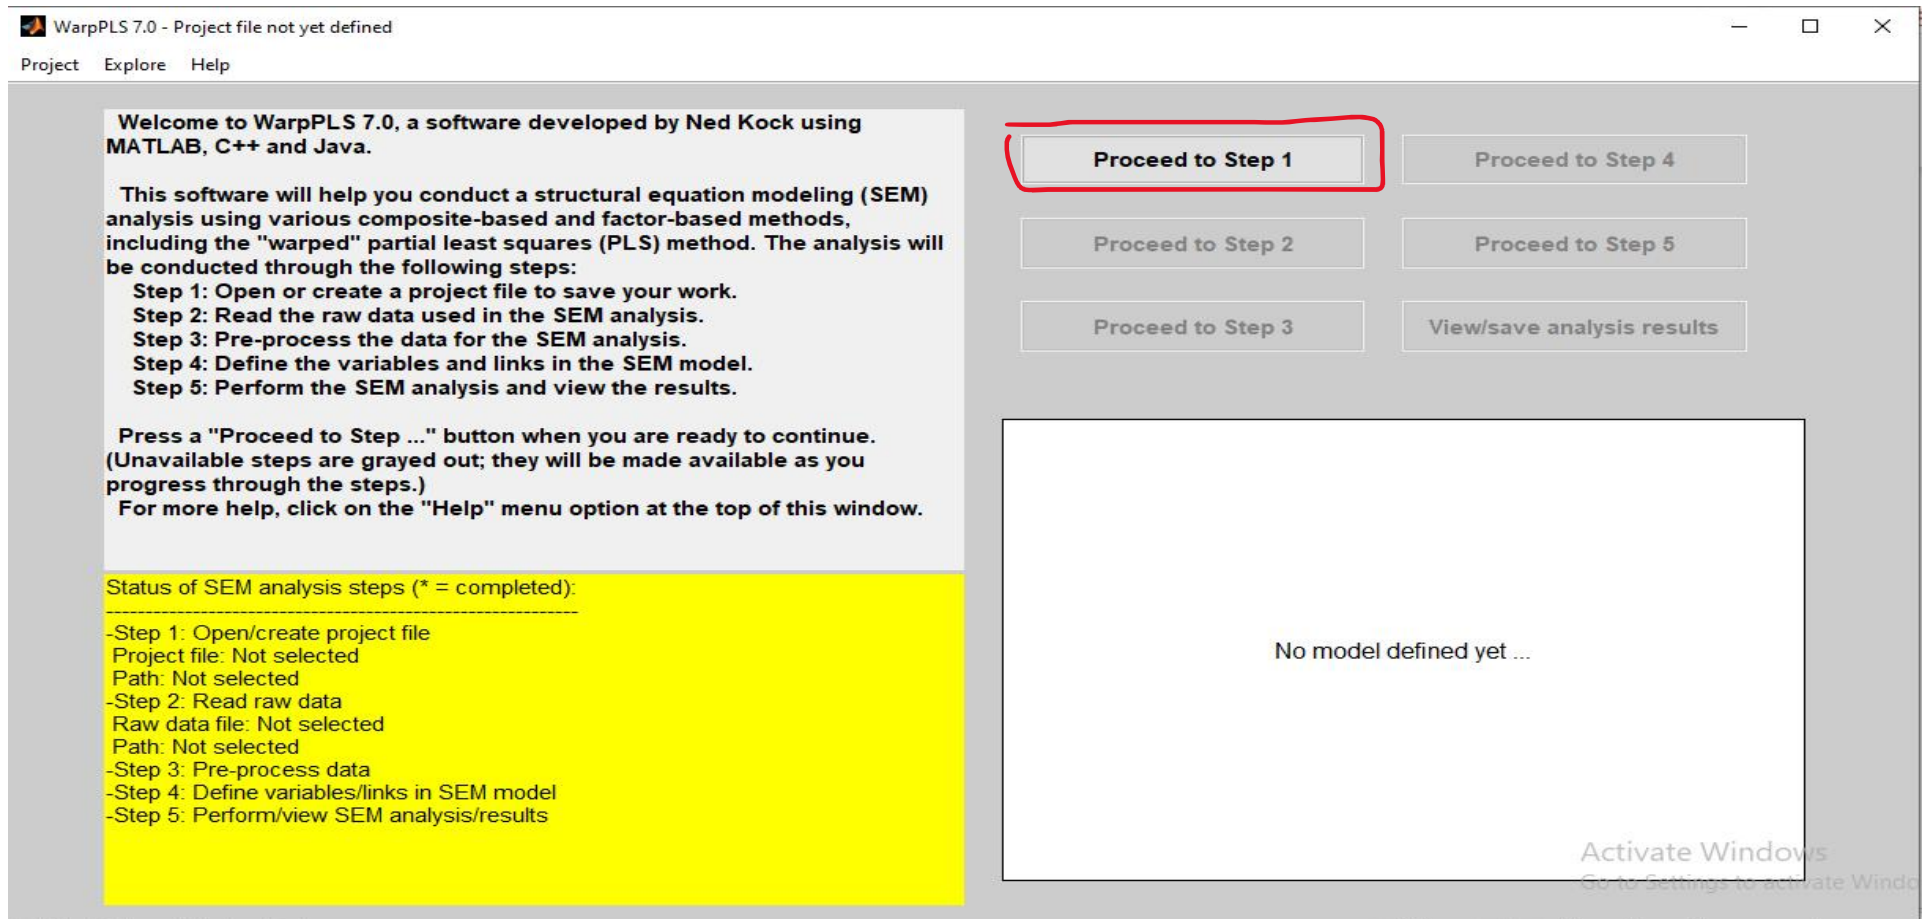 WarpPLS 7.0 - Project file not yet defined
Project Explore Help
Welcome to WarpPLS 7.0, a software developed by Ned Kock using
MATLAB, C++ and Java.
This software will help you conduct a structural equation modeling (SEM)
analysis using various composite-based and factor-based methods,
including the "warped" partial least squares (PLS) method. The analysis will
be conducted through the following steps:
Step 1: Open or create a project file to save your work.
Step 2: Read the raw data used in the SEM analysis.
Step 3: Pre-process the data for the SEM analysis.
Step 4: Define the variables and links in the SEM model.
Step 5: Perform the SEM analysis and view the results.
Press a "Proceed to Step ..." button when you are ready to continue.
(Unavailable steps are grayed out; they will be made available as you
progress through the steps.)
For more help, click on the "Help" menu option at the top of this window.
Status of SEM analysis steps (* = completed):
------------------------------------------------------------
-Step 1: Open/create project file
Project file: Not selected
Path: Not selected
-Step 2: Read raw data
Raw data file: Not selected
Path: Not selected
-Step 3: Pre-process data
-Step 4: Define variables/links in SEM model
-Step 5: Perform/view SEM analysis/results
Proceed to Step 1
Proceed to Step 4
Proceed to Step 2
Proceed to Step 5
Proceed to Step 3
View/save analysis results
No model defined yet ...
Activate Windows
Go to Settings to activate Windo